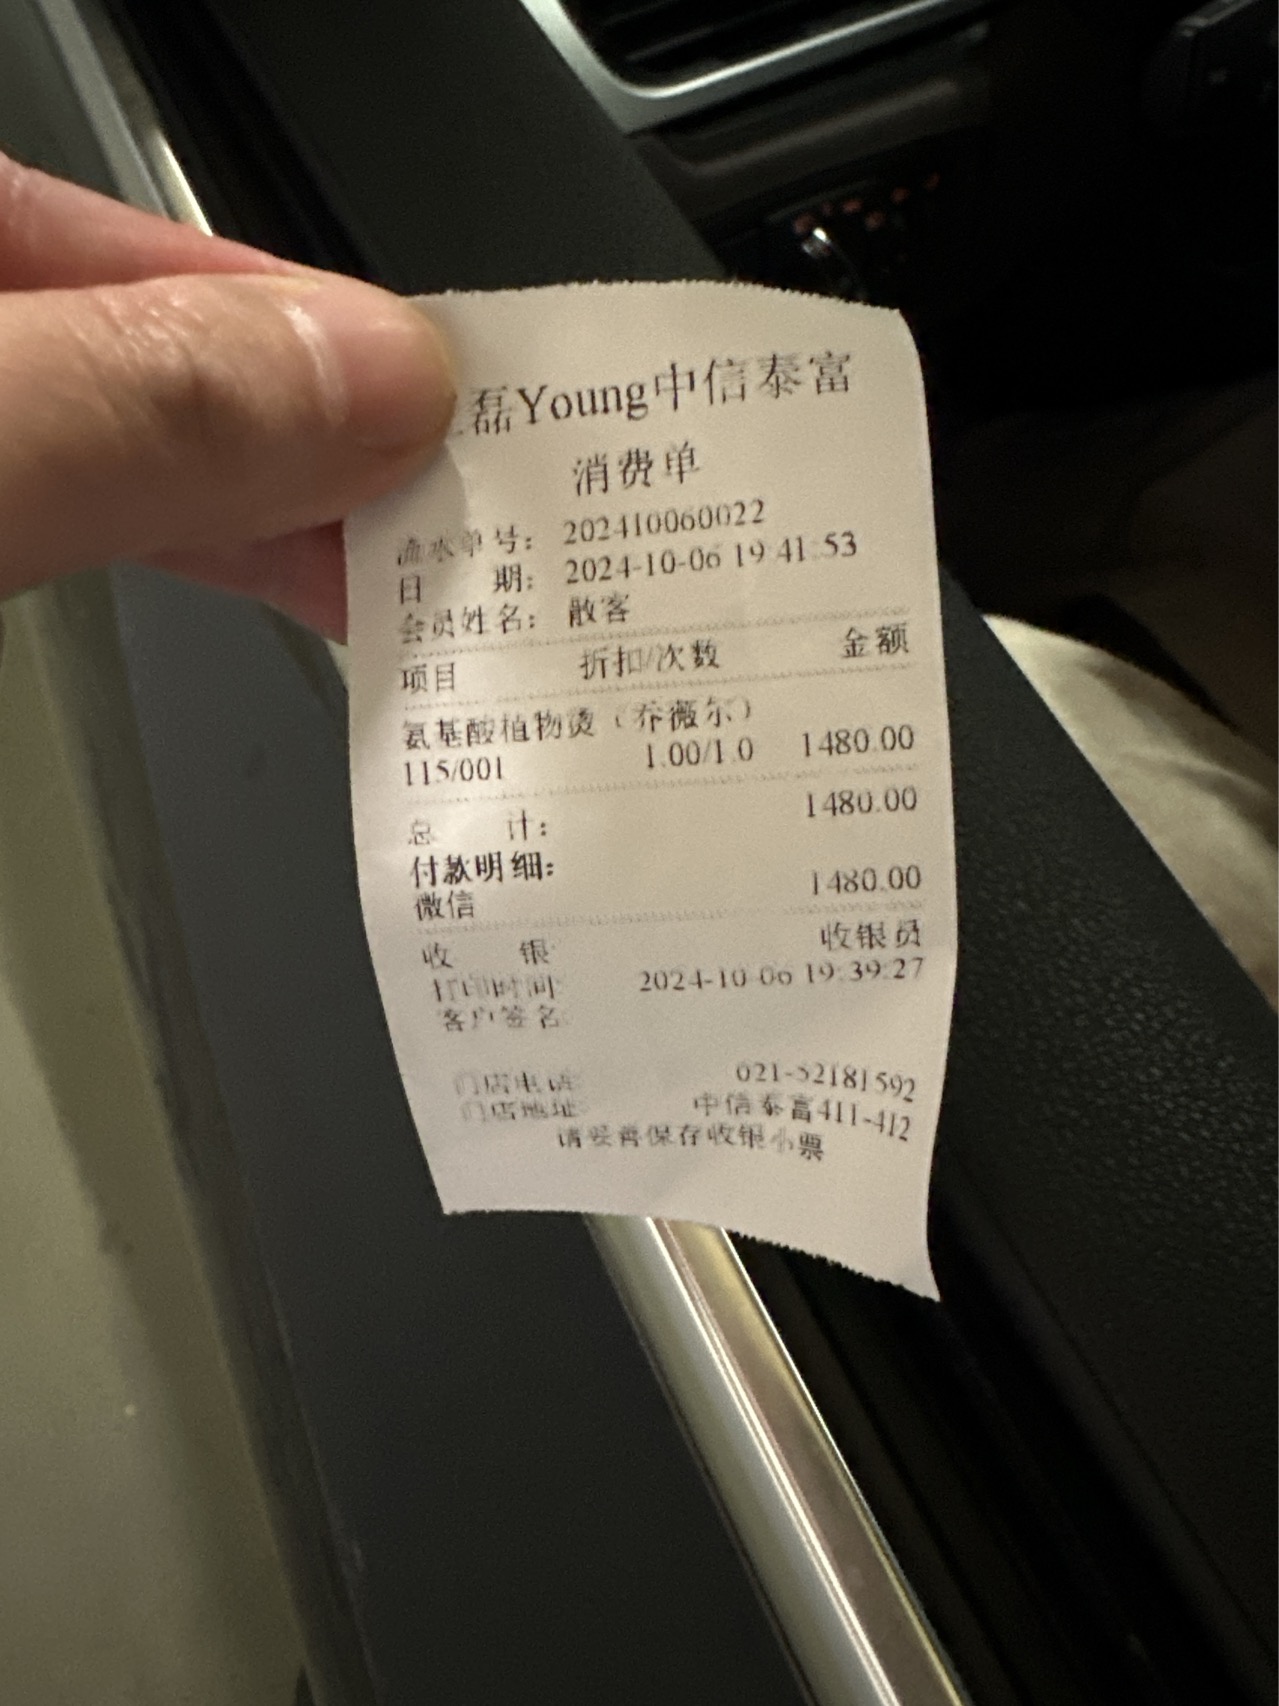 磊Young中信泰富
消费单
流水单号： 202410060022
日 期： 2024-10-06 19:41:53
会员姓名： 散客
项目 折扣/次数 金额
氨基酸植物烫（乔薇尔）
115/001 1.00/1.0 1480.00
总 计： 1480.00
付款明细：
微信 1480.00
收 银: 收银员
打印时间: 2024-10-06 19:39:27
客户签名:
门店电话: 021-52181592
门店地址: 中信泰富411-412
请妥善保存收银小票